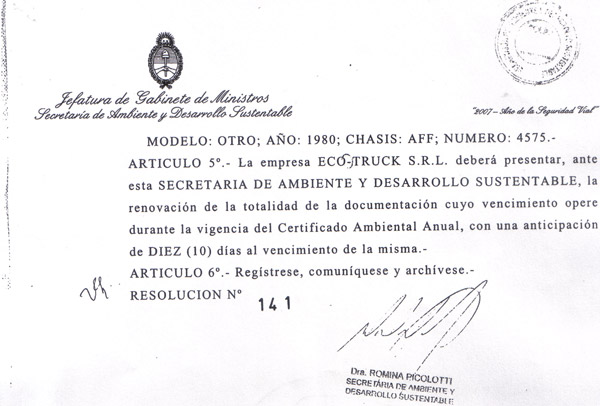 Jefatura de Gabinete de Ministros
Secretaría de Ambiente y Desarrollo Sustentable
"2007 - Año de la Seguridad Vial"
MODELO: OTRO; AÑO: 1980; CHASIS: AFF; NUMERO: 4575.-
ARTICULO 5º.- La empresa ECO-TRUCK S.R.L. deberá presentar, ante
esta SECRETARIA DE AMBIENTE Y DESARROLLO SUSTENTABLE, la
renovación de la totalidad de la documentación cuyo vencimiento opere
durante la vigencia del Certificado Ambiental Anual, con una anticipación
de DIEZ (10) días al vencimiento de la misma.-
ARTICULO 6º.- Regístrese, comuníquese y archívese.-
RESOLUCION Nº 141
Dra. ROMINA PICOLOTTI
SECRETARIA DE AMBIENTE Y
DESARROLLO SUSTENTABLE